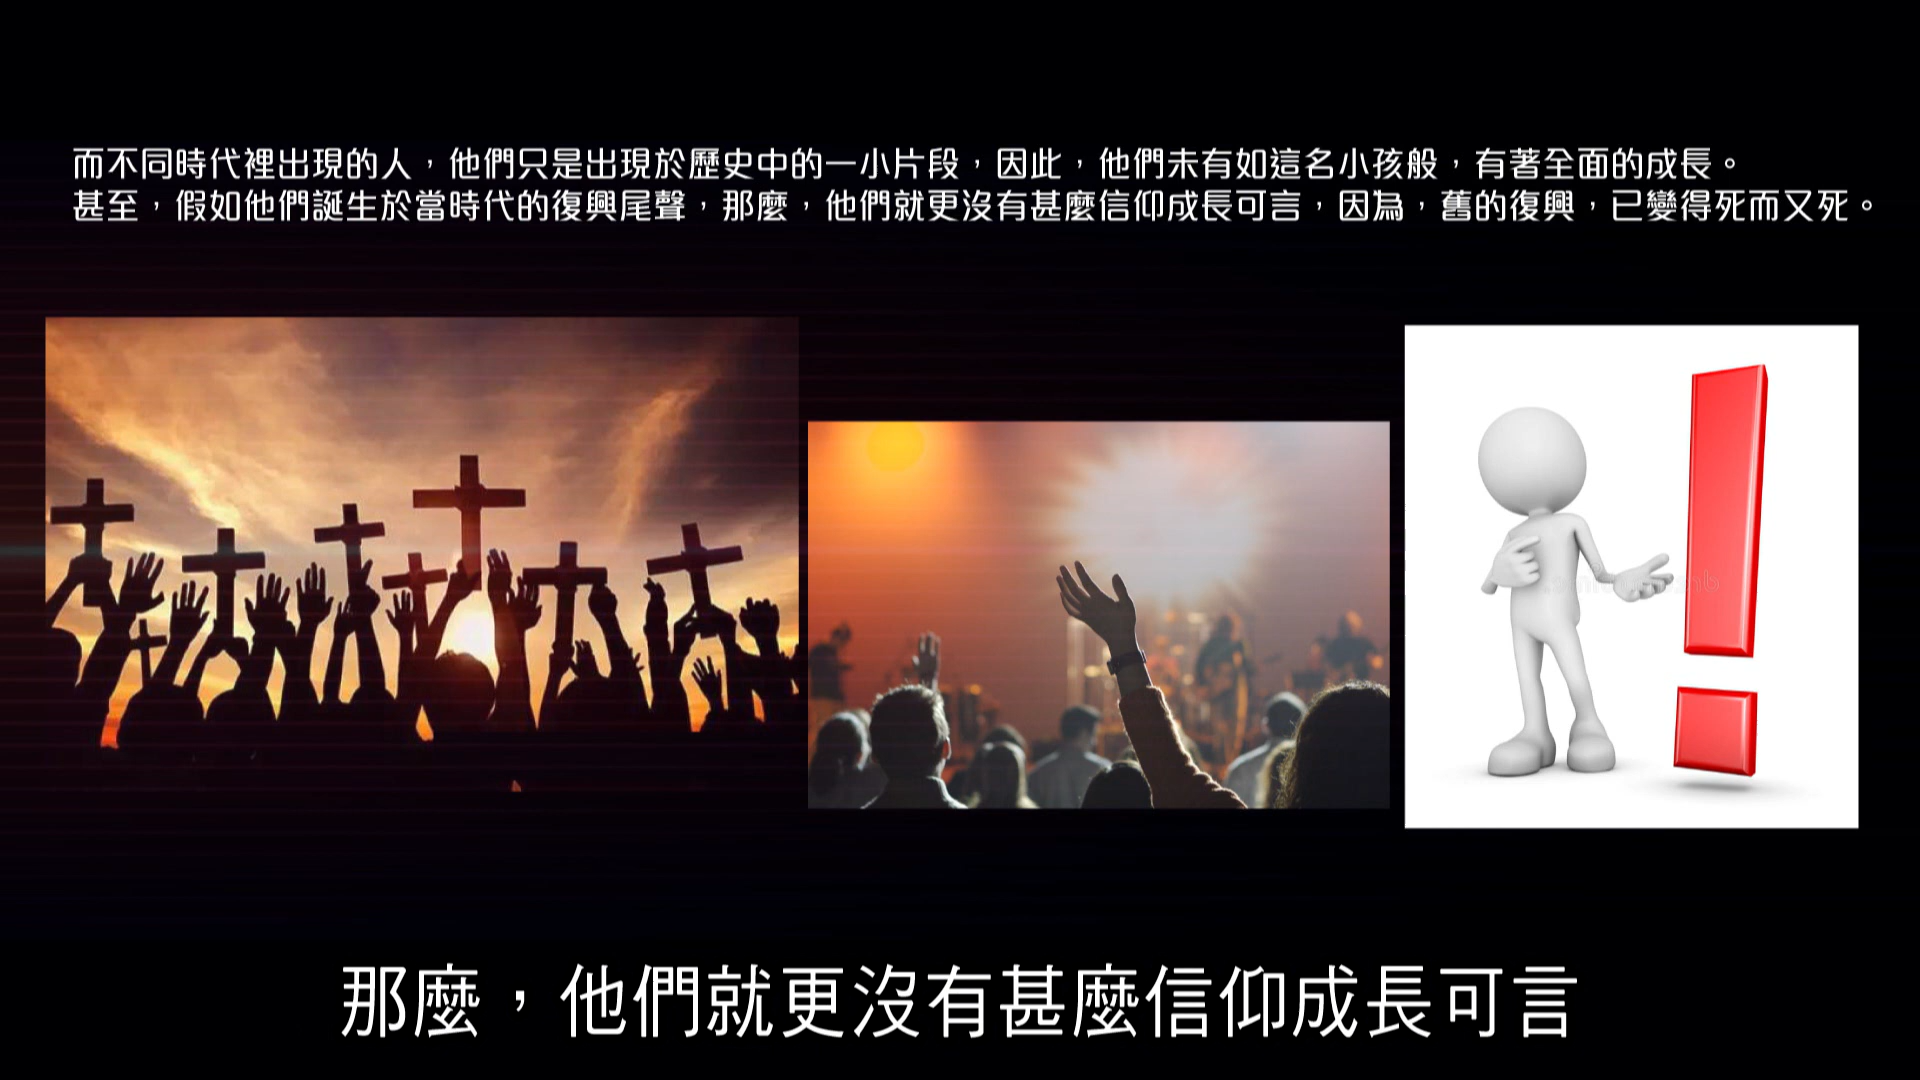 而不同時代裡出現的人，他們只是出現於歷史中的一小片段，因此，他們未有如這名小孩般，有著全面的成長。
甚至，假如他們誕生於當時代的復興尾聲，那麼，他們就更沒有甚麼信仰成長可言，因為，舊的復興，已變得死而又死。
那麼，他們就更沒有甚麼信仰成長可言